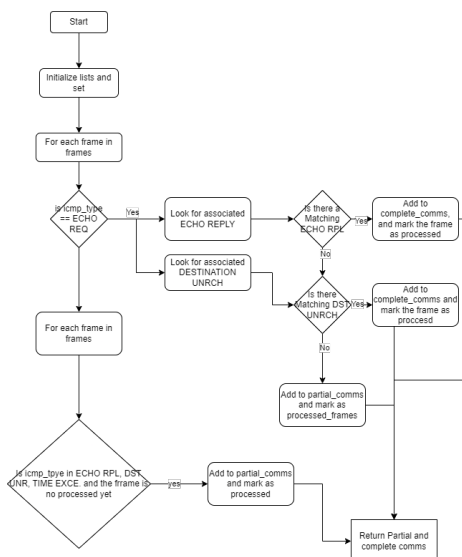 Start
Initialize lists and
set
For each frame in
frames
is icmp_type
== ECHO
REQ
Yes
Look for associated
ECHO REPLY
Is there a
Matching
ECHO RPL
Yes
Add to
complete_comms,
and mark the frame
as processed
No
Look for associated
DESTINATION
UNRCH
Is there
Matching DST
UNRCH
Yes
Add to
complete_comms and
mark the frame as
proccesd
No
For each frame in
frames
Add to partial_comms
and mark as
processed_frames
Is icmp_tpye in ECHO RPL, DST
UNR, TIME EXCE. and the frrame is
no processed yet
yes
Add to partial_comms
and mark as
processed
Return Partial and
complete comms